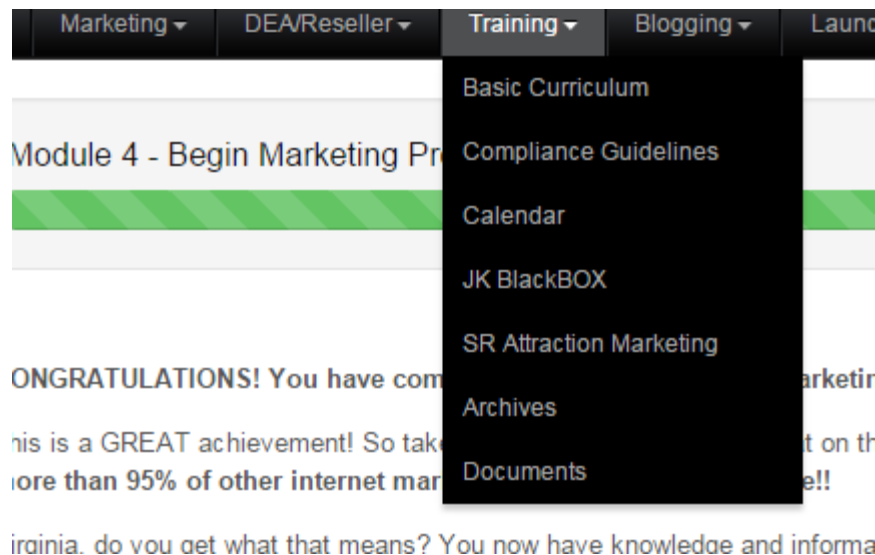 Marketing DEA/Reseller Training Blogging Launc
Basic Curriculum
Module 4 - Begin Marketing Pr
Compliance Guidelines
Calendar
JK BlackBOX
SR Attraction Marketing
ONGRATULATIONS! You have com arketin
Archives
his is a GREAT achievement! So take t on th
Documents
ore than 95% of other internet mar e!!
irginia, do you get what that means? You now have knowledge and informa